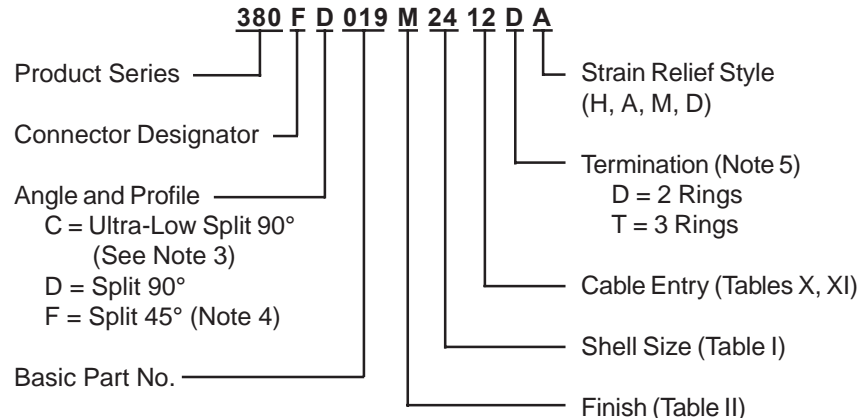 380 F D 019 M 24 12 D A
Product Series
Connector Designator
Angle and Profile
C = Ultra-Low Split 90°
(See Note 3)
D = Split 90°
F = Split 45° (Note 4)
Basic Part No.
Strain Relief Style
(H, A, M, D)
Termination (Note 5)
D = 2 Rings
T = 3 Rings
Cable Entry (Tables X, XI)
Shell Size (Table I)
Finish (Table II)